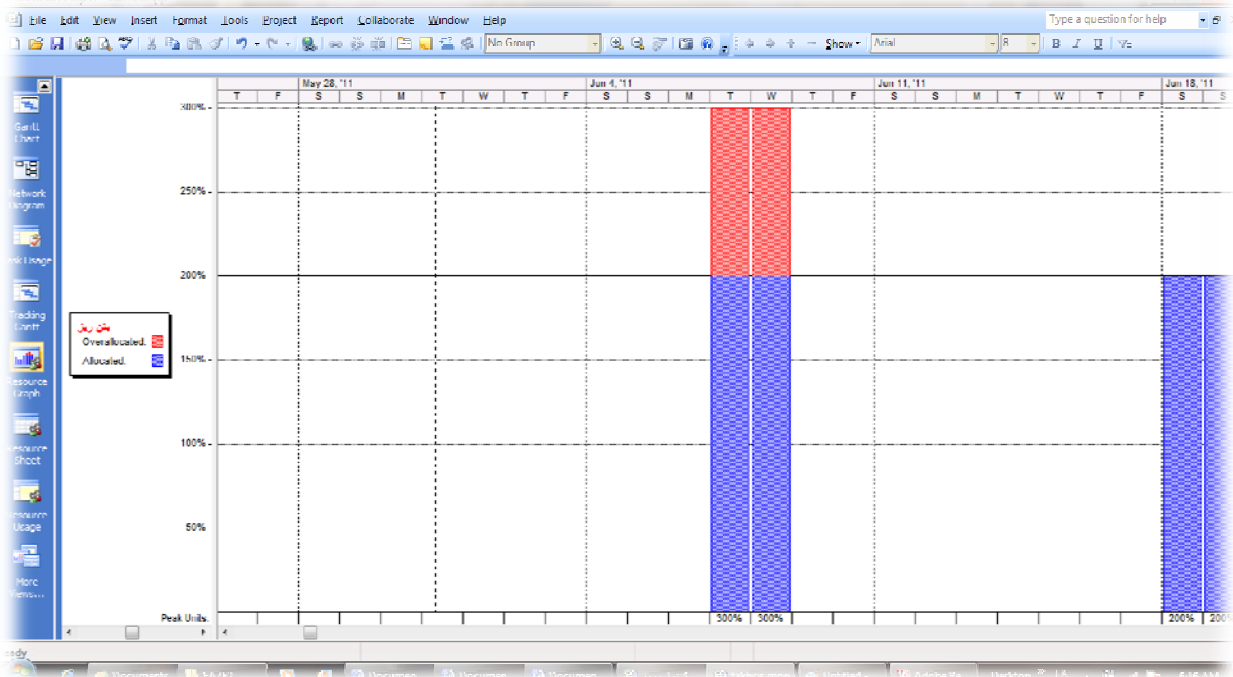 File Edit View Insert Format Tools Project Report Collaborate Window Help Type a question for help
No Group Show Arial 8 B I U
May 28, '11 Jun 4, '11 Jun 11, '11 Jun 18, '11
T F S S M T W T F S S M T W T F S S M T W T F S S
300%
Gantt
Chart
Network
Diagram
250%
Usage
200%
Tracking
Gantt
بتن ریز
Overallocated:
Allocated:
150%
Resource
Graph
100%
Resource
Sheet
Resource
Usage
50%
More
Views...
Peak Units: 300% 300% 200% 200%